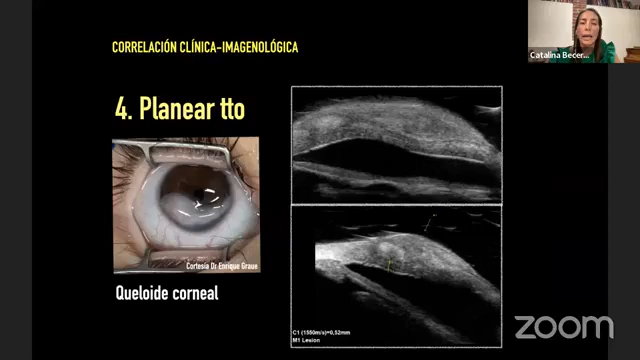 CORRELACIÓN CLÍNICA-IMAGENOLÓGICA
Catalina Becer...
4. Planear tto
Cortesía Dr Enrique Graue
Queloide corneal
C1 (1550m/s)=0,52mm
M1 Lesion
zoom